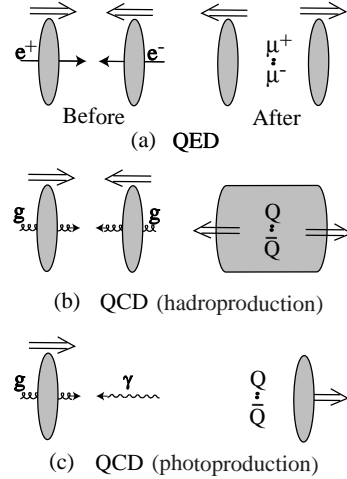 e+ e- μ+
μ-
Before After
(a) QED
g g Q
Q̅
(b) QCD (hadroproduction)
g γ Q
Q̅
(c) QCD (photoproduction)